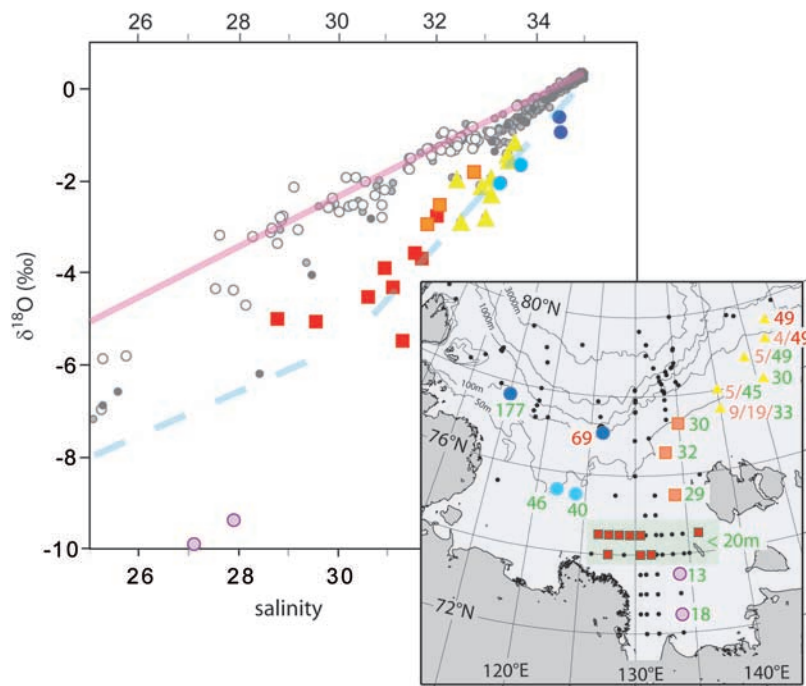 26 28 30 32 34
0
-2
-4
-6
-8
-10
δ18O (‰)
26 28 30
salinity
80°N
3000m
1000m
100m
50m
76°N
72°N
49
4/49
5/49
30
5/45
9/19/33
177
69
30
32
46
40
29
< 20m
13
18
120°E 130°E 140°E